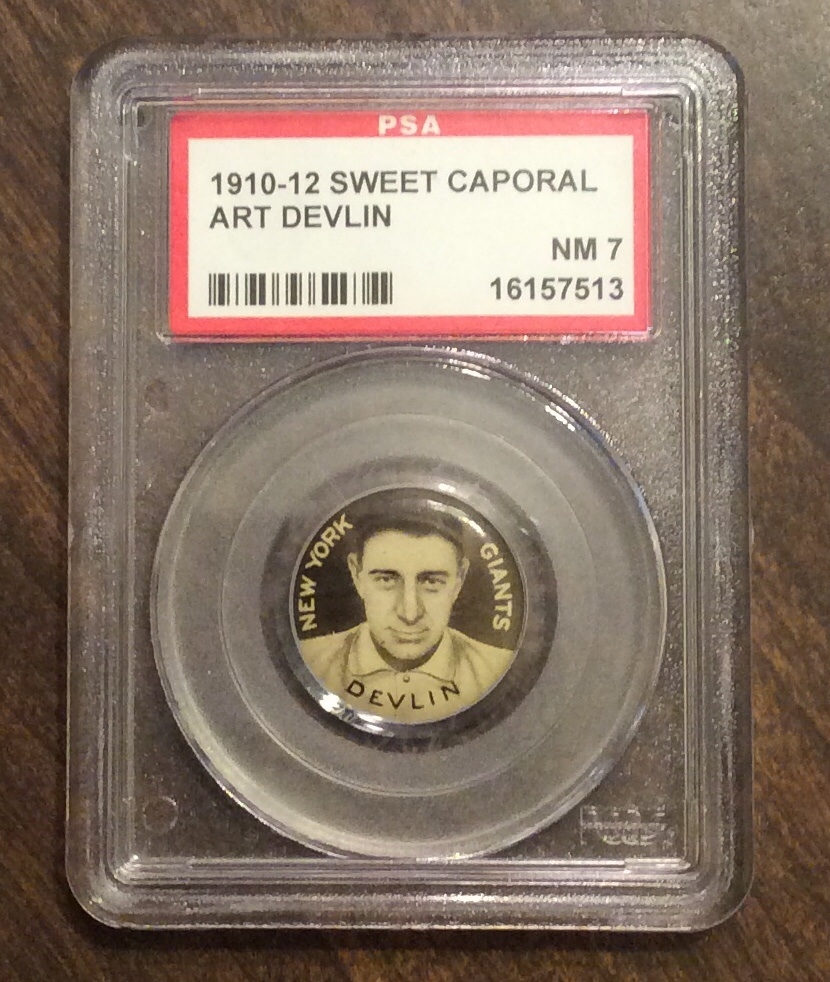 PSA
1910-12 SWEET CAPORAL
ART DEVLIN
NM 7
16157513
NEW YORK
GIANTS
DEVLIN